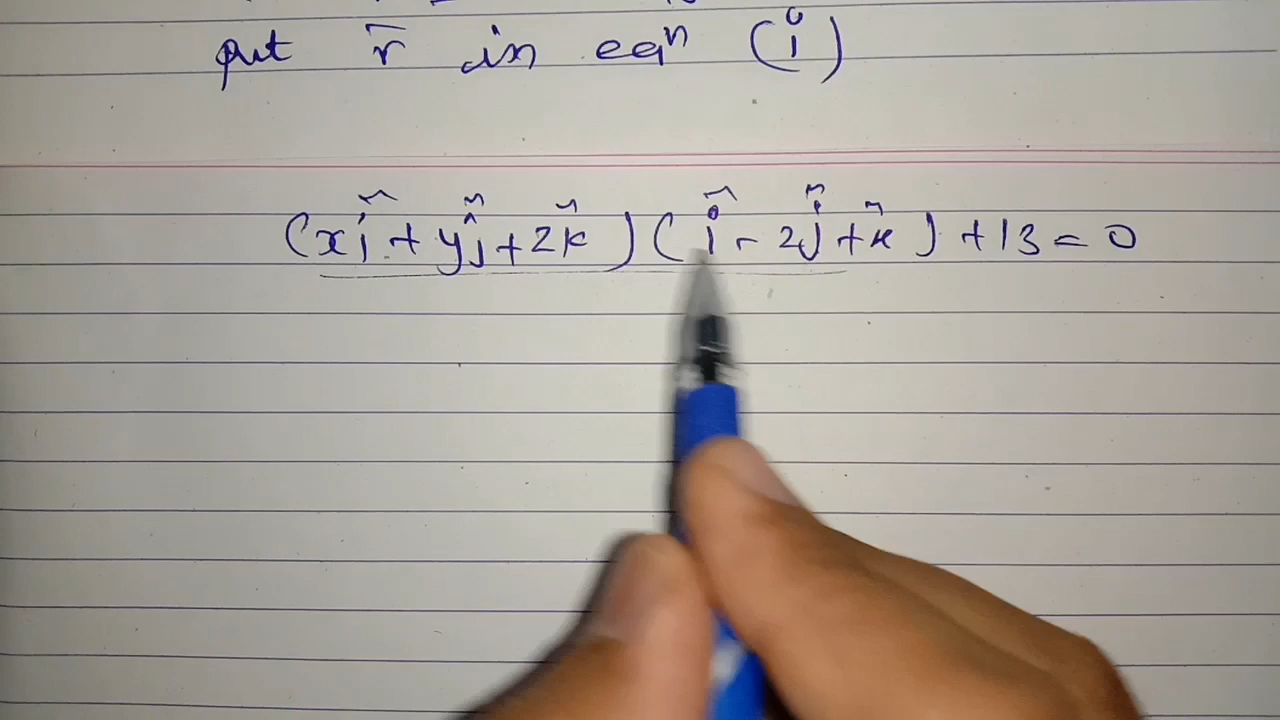 put r̄ in eqⁿ (i)
(xî + yĵ + zk̂) (î - 2ĵ + k̂) + 13 = 0